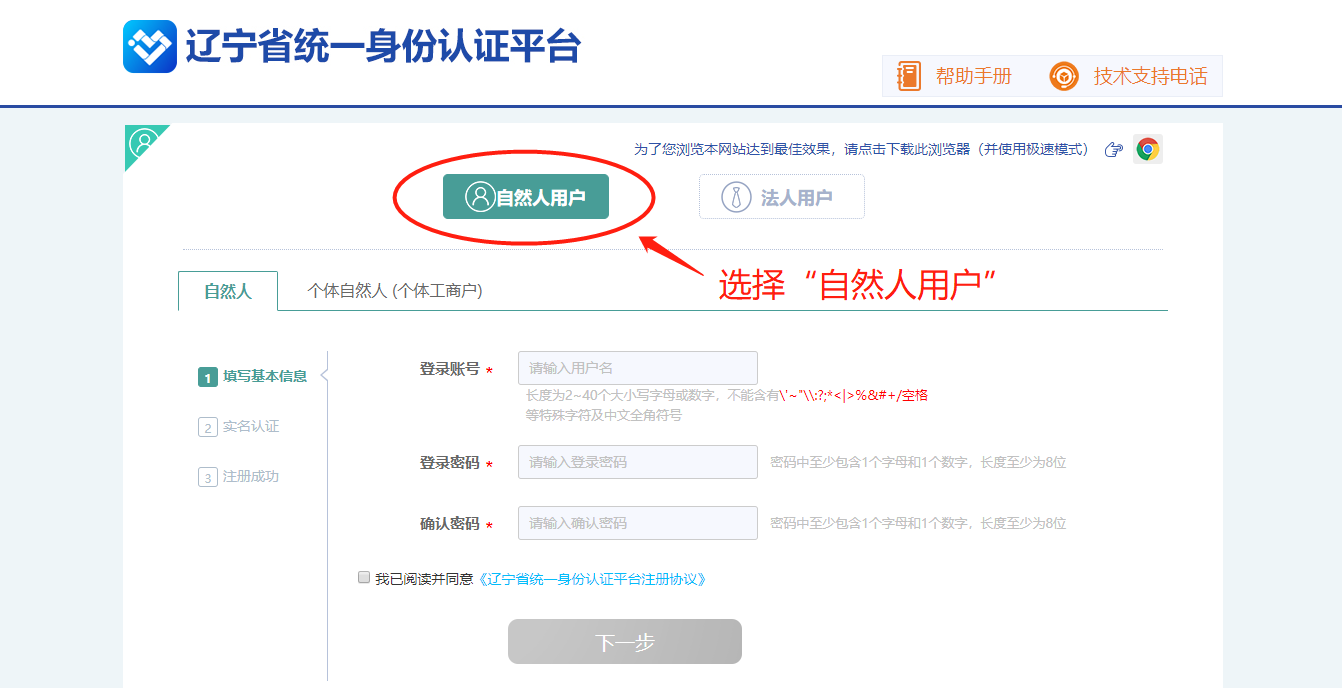 辽宁省统一身份认证平台
帮助手册
技术支持电话
为了您浏览本网站达到最佳效果，请点击下载此浏览器（并使用极速模式）
自然人用户
法人用户
选择“自然人用户”
自然人
个体自然人 (个体工商户)
1 填写基本信息
2 实名认证
3 注册成功
登录账号 *
请输入用户名
长度为2~40个大小写字母或数字，不能含有\'~"\\:?;*<|>%&#+/空格
等特殊字符及中文全角符号
登录密码 *
请输入登录密码
密码中至少包含1个字母和1个数字，长度至少为8位
确认密码 *
请输入确认密码
密码中至少包含1个字母和1个数字，长度至少为8位
我已阅读并同意《辽宁省统一身份认证平台注册协议》
下一步